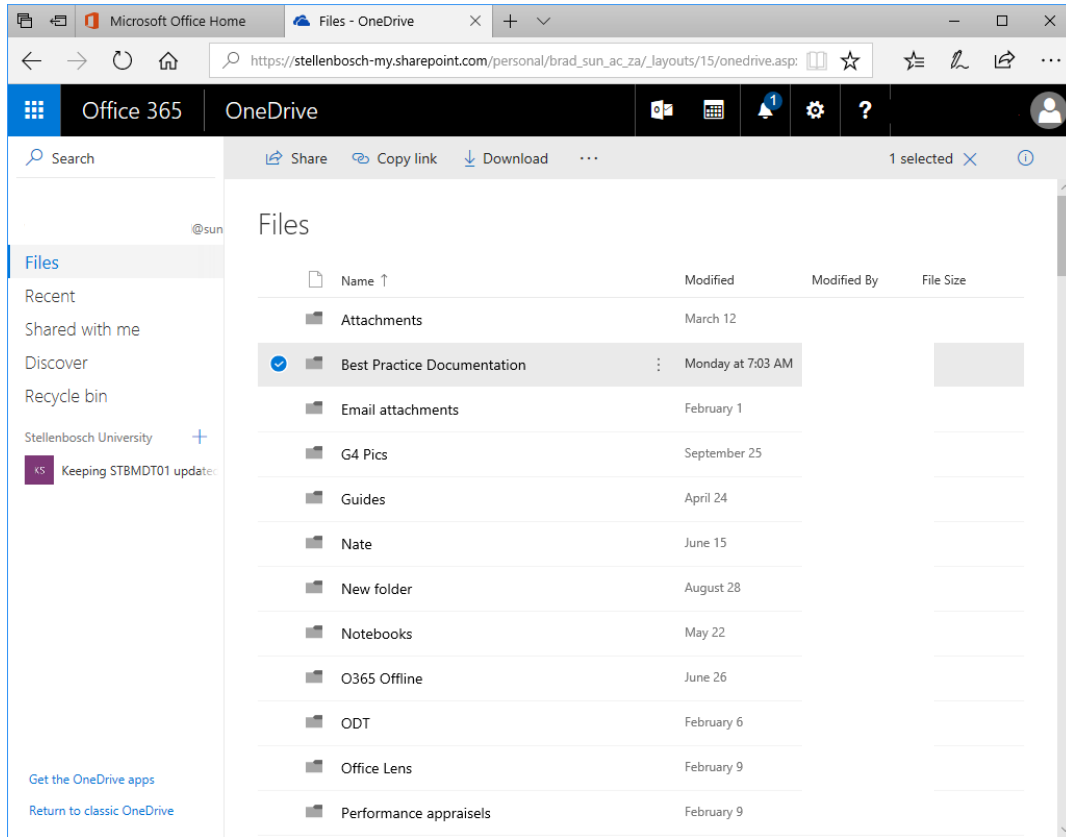 Microsoft Office Home Files - OneDrive
https://stellenbosch-my.sharepoint.com/personal/brad_sun_ac_za/_layouts/15/onedrive.asp:
Office 365 OneDrive 1 ?
Search Share Copy link Download ... 1 selected
@sun
Files
Files
Recent
Shared with me
Discover
Recycle bin
Stellenbosch University
KS Keeping STBMDT01 update
Get the OneDrive apps
Return to classic OneDrive
Name Modified Modified By File Size
Attachments March 12
Best Practice Documentation Monday at 7:03 AM
Email attachments February 1
G4 Pics September 25
Guides April 24
Nate June 15
New folder August 28
Notebooks May 22
O365 Offline June 26
ODT February 6
Office Lens February 9
Performance appraisels February 9